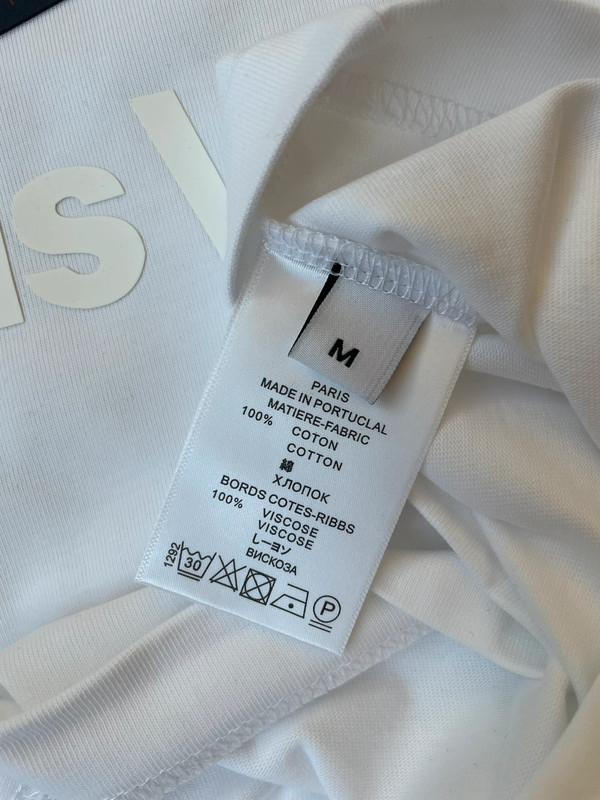 ns V
M
PARIS
MADE IN PORTUCLAL
MATIERE-FABRIC
100% COTON
COTTON
綿
ХЛОПОК
BORDS COTES-RIBBS
100% VISCOSE
VISCOSE
レーヨン
ВИСКОЗА
1292
30
P